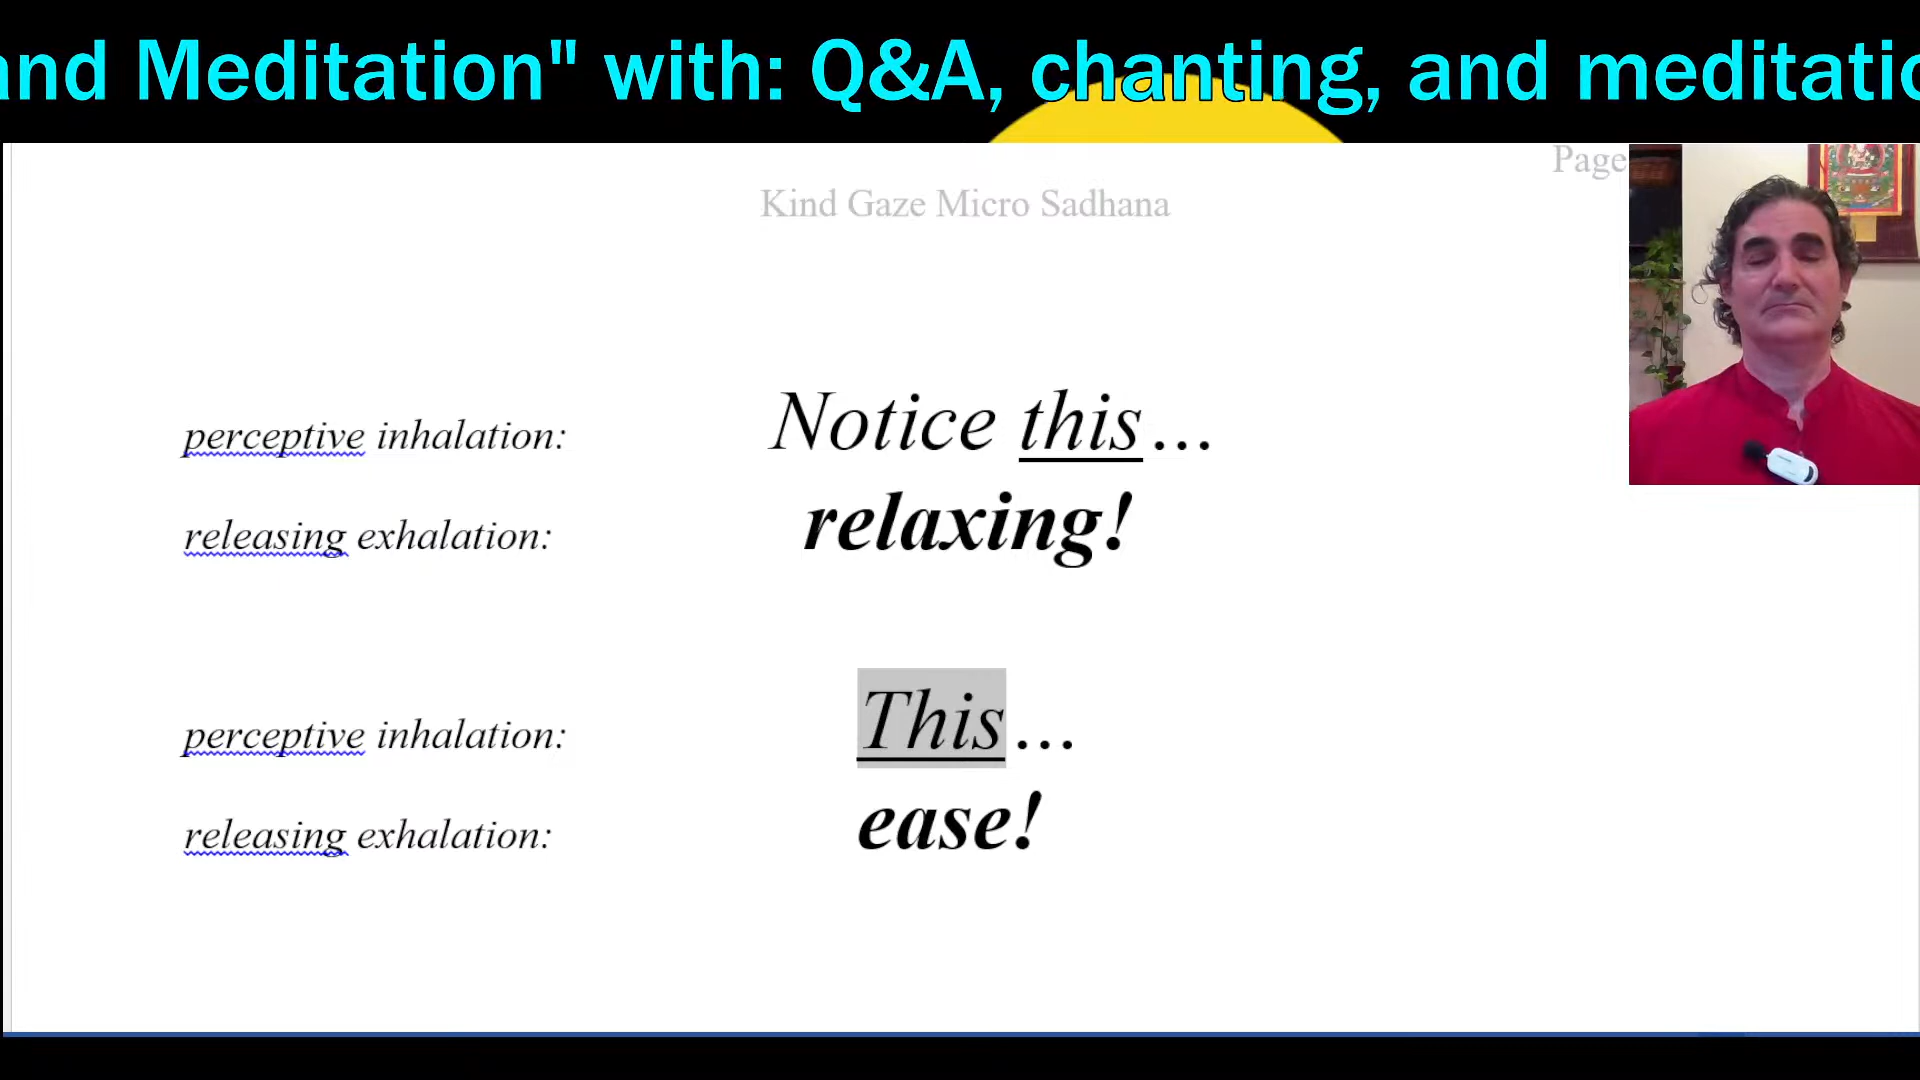 and Meditation" with: Q&A, chanting, and meditatio
Page
Kind Gaze Micro Sadhana
perceptive inhalation: Notice this...
releasing exhalation: relaxing!
perceptive inhalation: This...
releasing exhalation: ease!